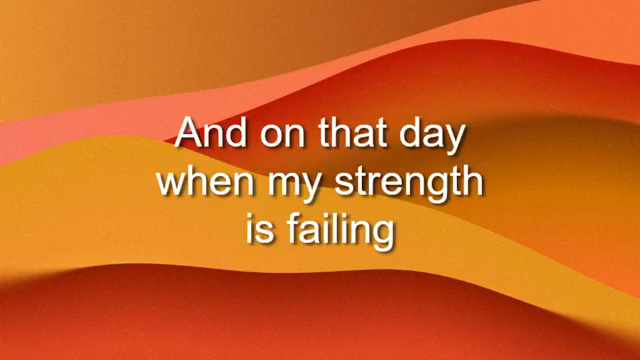 And on that day
when my strength
is failing